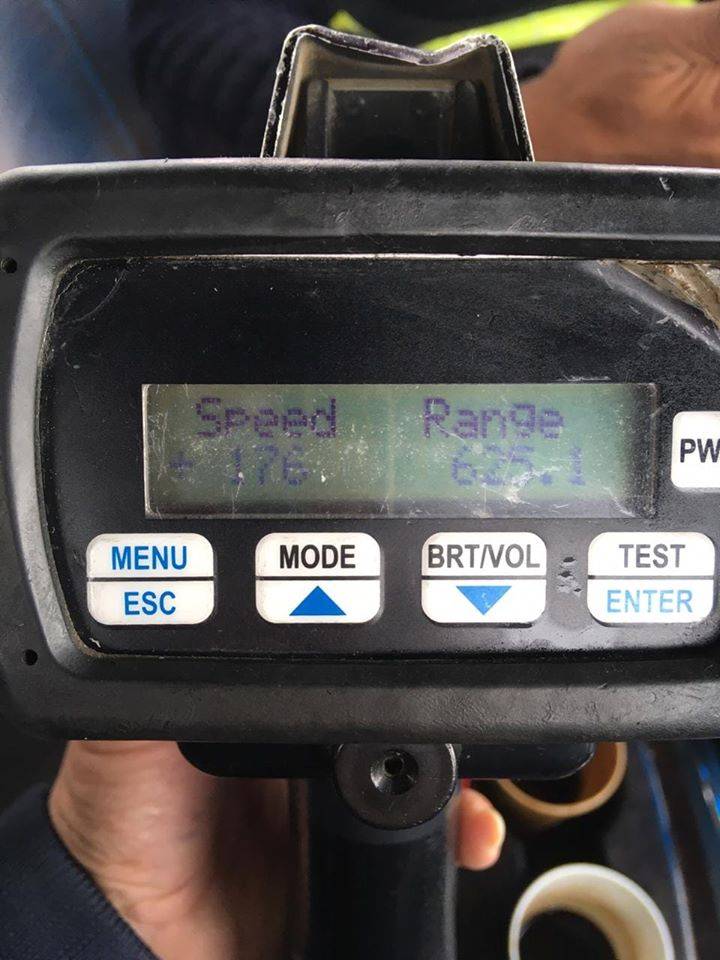 Speed Range
+ 176 625.1
PW
MENU MODE BRT/VOL TEST
ESC ENTER